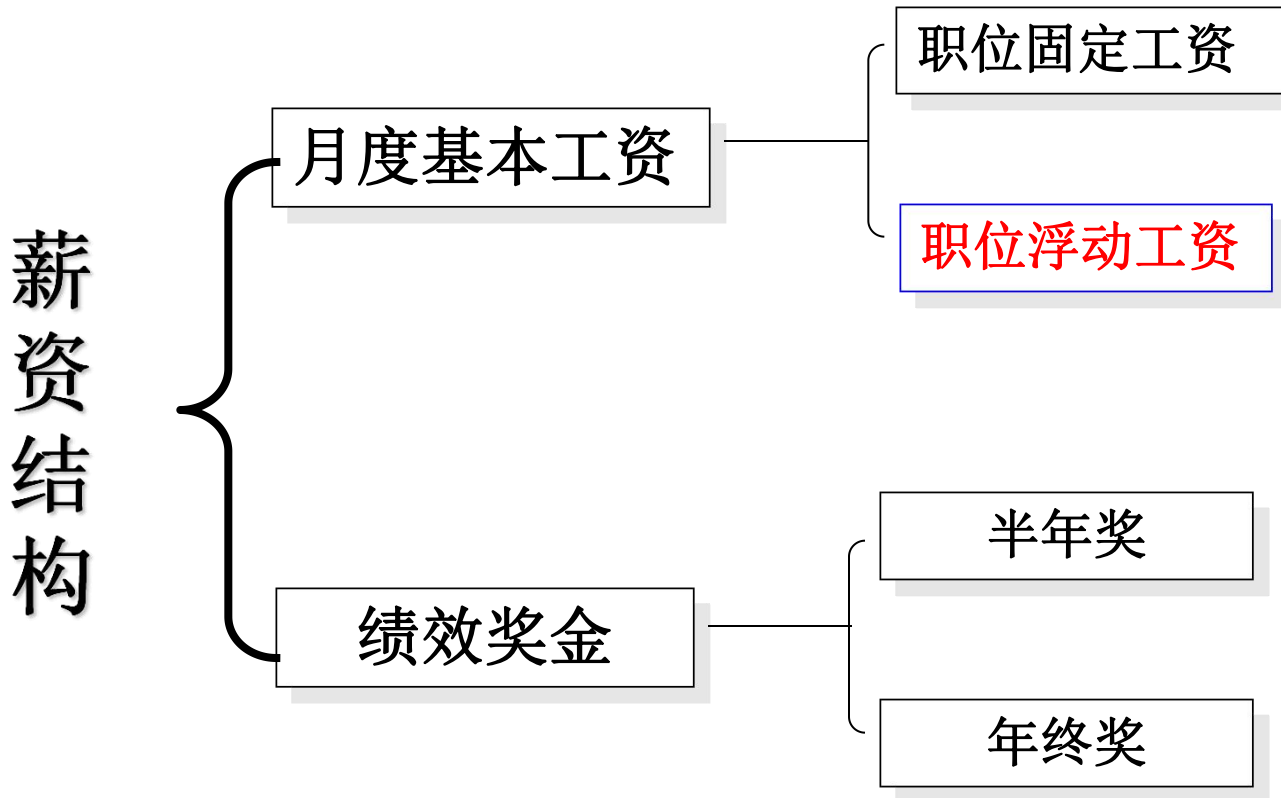 薪资结构
月度基本工资
职位固定工资
职位浮动工资
绩效奖金
半年奖
年终奖